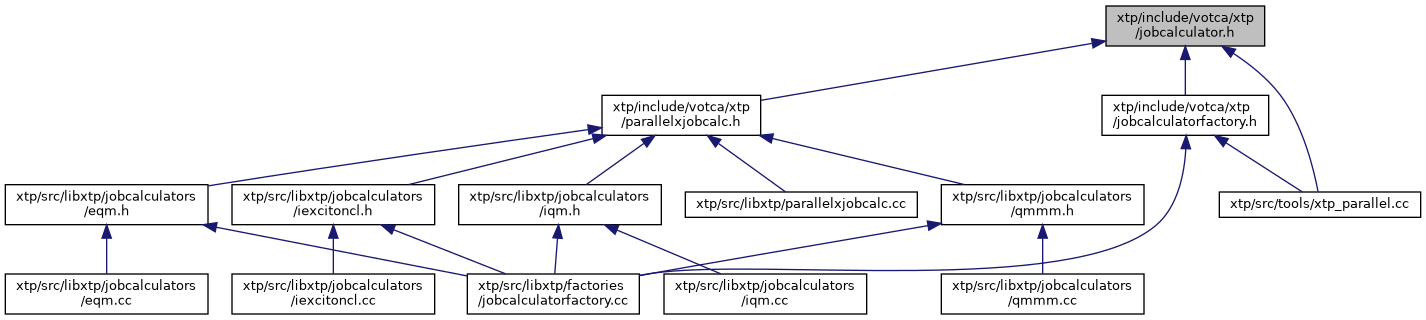 xtp/include/votca/xtp
/jobcalculator.h
xtp/include/votca/xtp
/parallelxjobcalc.h
xtp/include/votca/xtp
/jobcalculatorfactory.h
xtp/src/libxtp/jobcalculators
/eqm.h
xtp/src/libxtp/jobcalculators
/iexcitoncl.h
xtp/src/libxtp/jobcalculators
/iqm.h
xtp/src/libxtp/parallelxjobcalc.cc
xtp/src/libxtp/jobcalculators
/qmmm.h
xtp/src/tools/xtp_parallel.cc
xtp/src/libxtp/jobcalculators
/eqm.cc
xtp/src/libxtp/jobcalculators
/iexcitoncl.cc
xtp/src/libxtp/factories
/jobcalculatorfactory.cc
xtp/src/libxtp/jobcalculators
/iqm.cc
xtp/src/libxtp/jobcalculators
/qmmm.cc